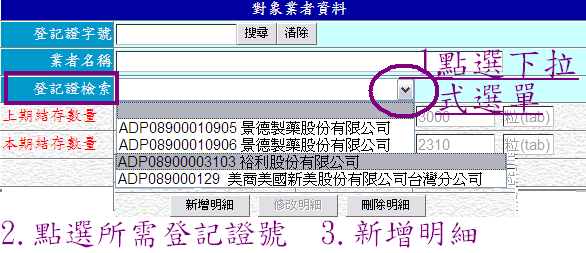 對象業者資料
登記證字號 搜尋 清除
業者名稱
登記證檢索
1點選下拉
式選單
上期結存數量 3000 粒(tab)
本期結存數量 2310 粒(tab)
ADP08900010905 景德製藥股份有限公司
ADP08900010906 景德製藥股份有限公司
ADP08900003103 裕利股份有限公司
ADP089000129 美商美國新美股份有限公司台灣分公司
新增明細 修改明細 刪除明細
2.點選所需登記證號 3.新增明細